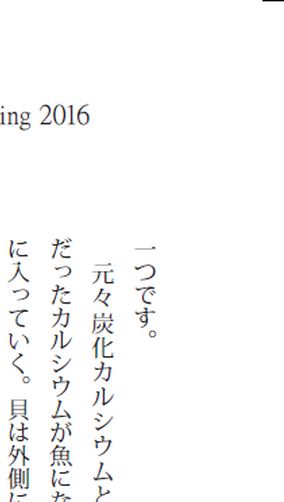 ing 2016
一つです。
元々炭化カルシウムと
だったカルシウムが魚にな
に入っていく。貝は外側に